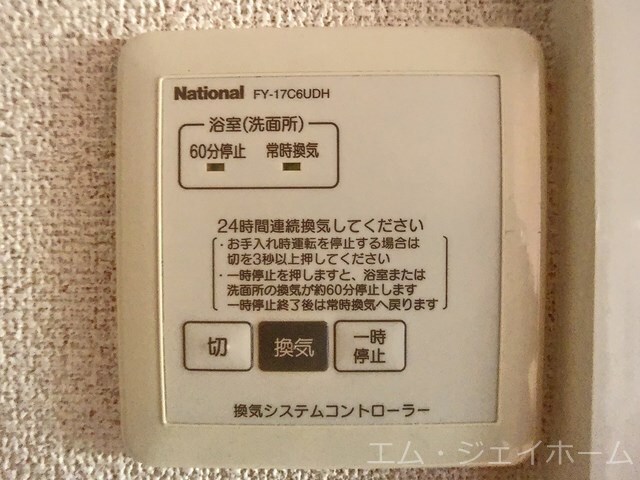 National FY-17C6UDH
浴室(洗面所)
60分停止 常時換気
24時間連続換気してください
・お手入れ時運転を停止する場合は
切を3秒以上押してください
・一時停止を押しますと、浴室または
洗面所の換気が約60分停止します
一時停止終了後は常時換気へ戻ります
切 換気 一時
停止
換気システムコントローラー
エム・ジェイホーム